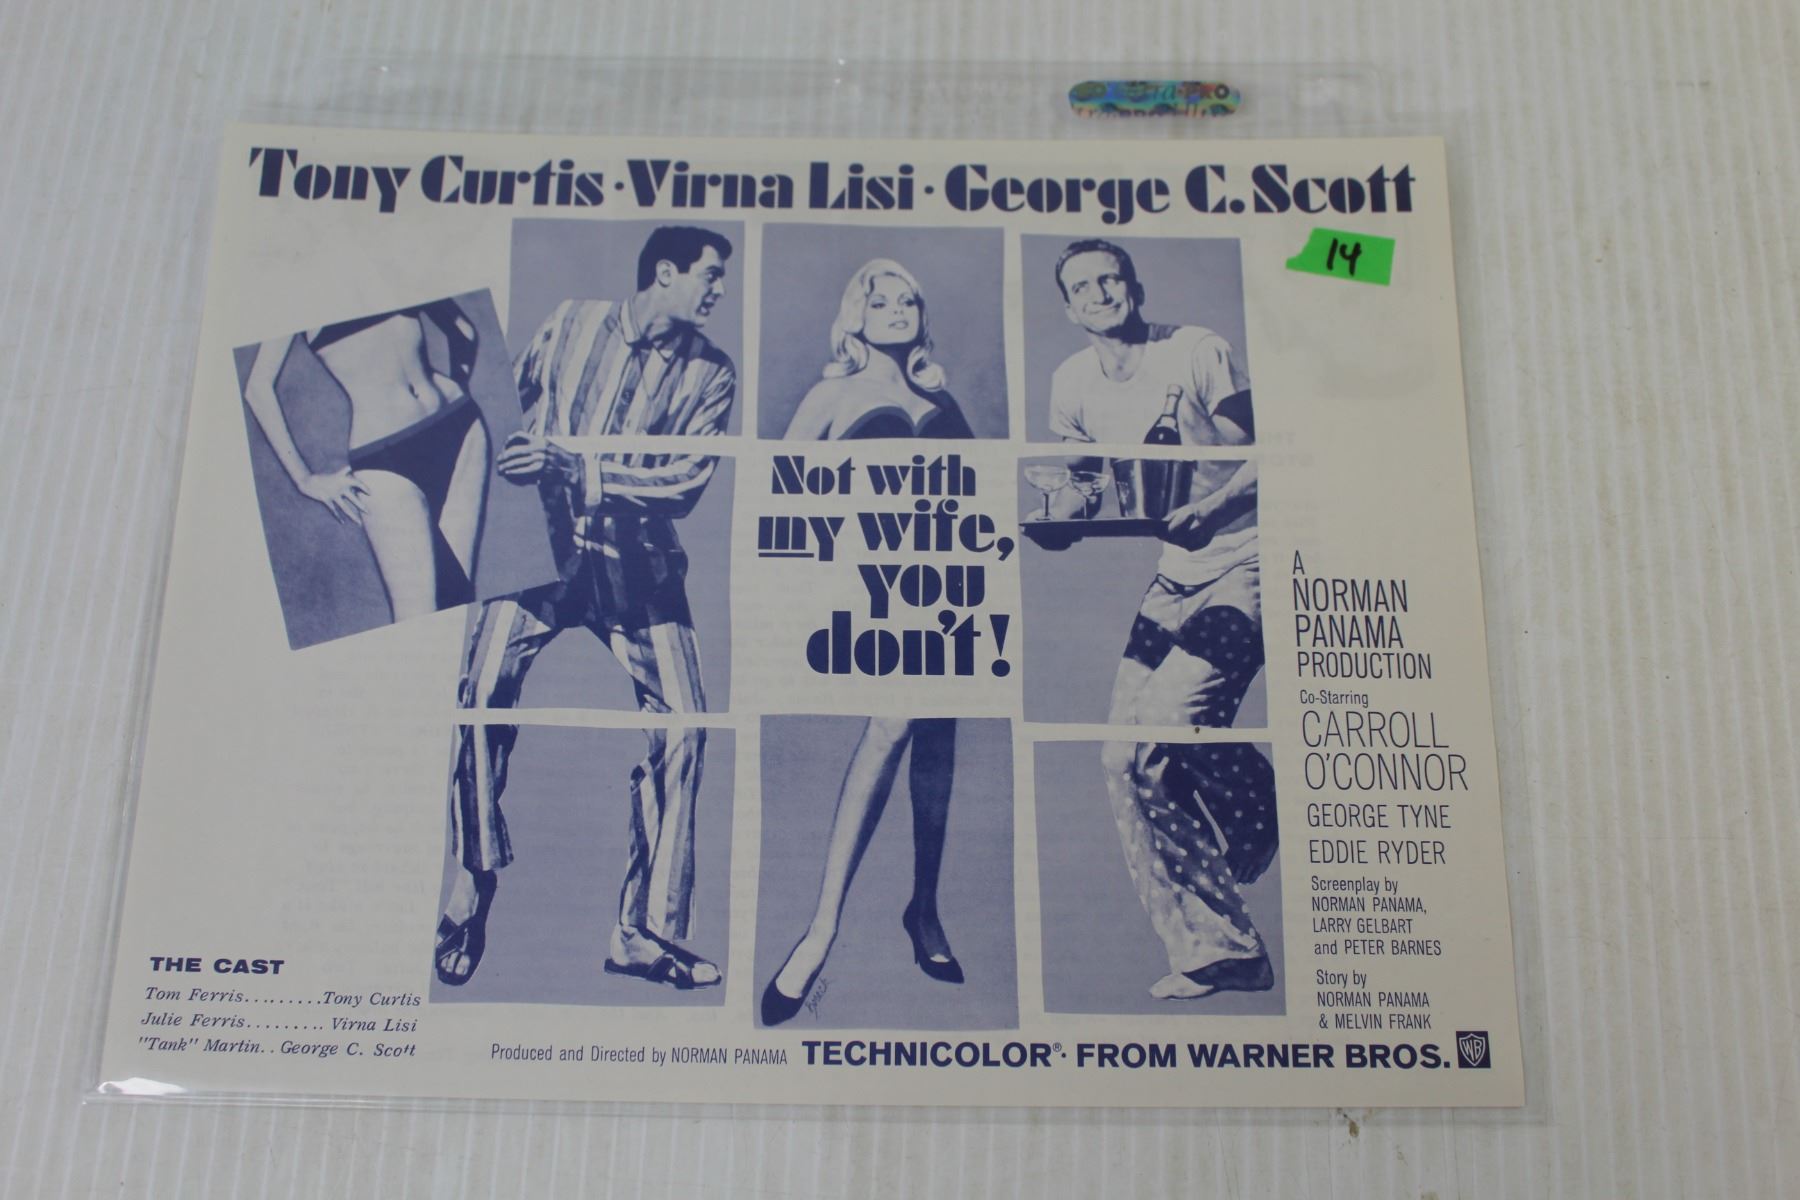 Tony Curtis · Virna Lisi · George C. Scott
14
Not with
my wife,
you
don't!
A
NORMAN
PANAMA
PRODUCTION
Co-Starring
CARROLL
O'CONNOR
GEORGE TYNE
EDDIE RYDER
Screenplay by
NORMAN PANAMA,
LARRY GELBART
and PETER BARNES
Story by
NORMAN PANAMA
& MELVIN FRANK
THE CAST
Tom Ferris.........Tony Curtis
Julie Ferris......... Virna Lisi
"Tank" Martin.. George C. Scott
Produced and Directed by NORMAN PANAMA TECHNICOLOR®· FROM WARNER BROS. WB